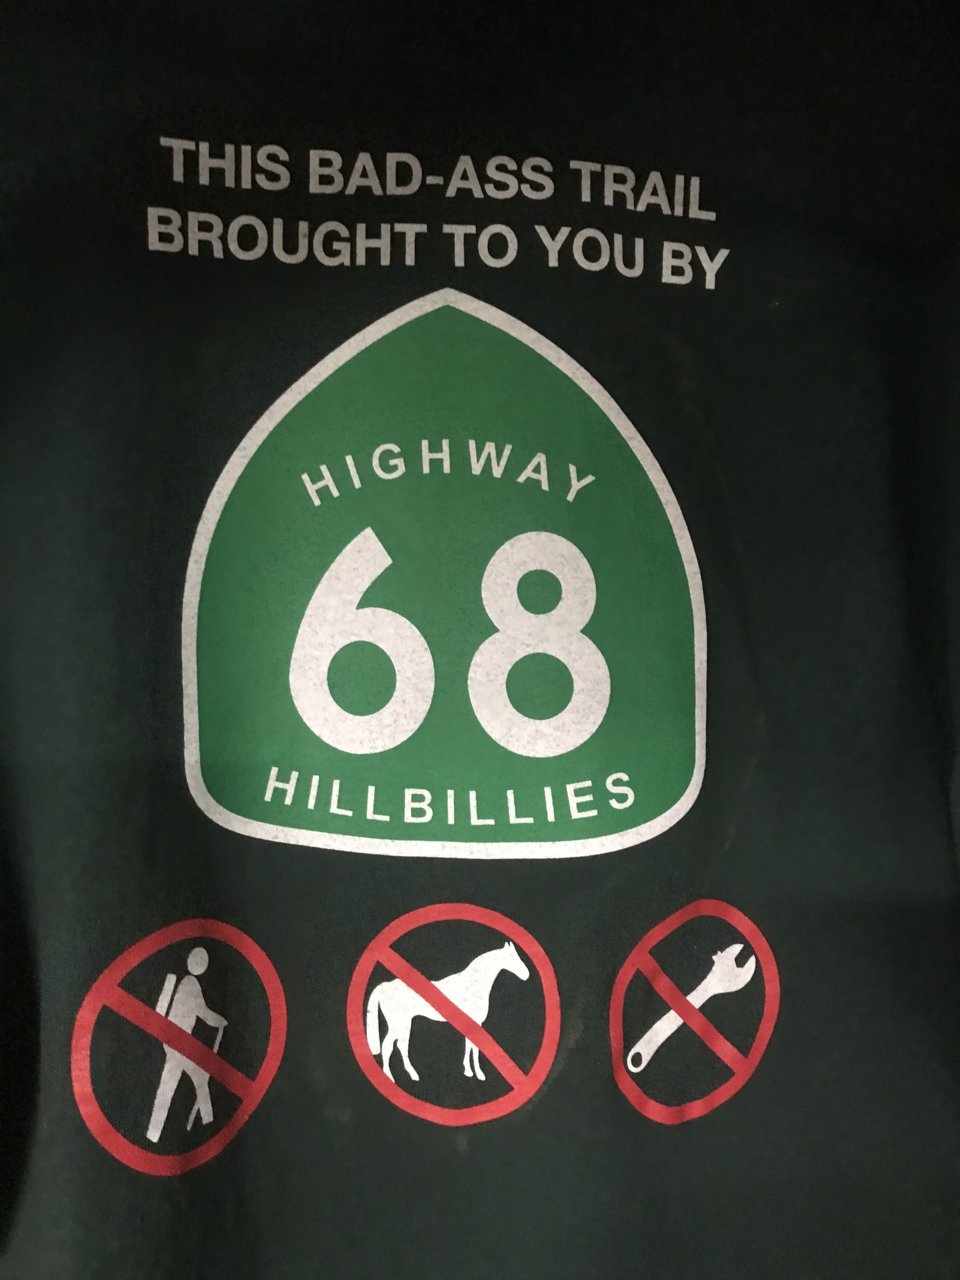 THIS BAD-ASS TRAIL
BROUGHT TO YOU BY
HIGHWAY
68
HILLBILLIES